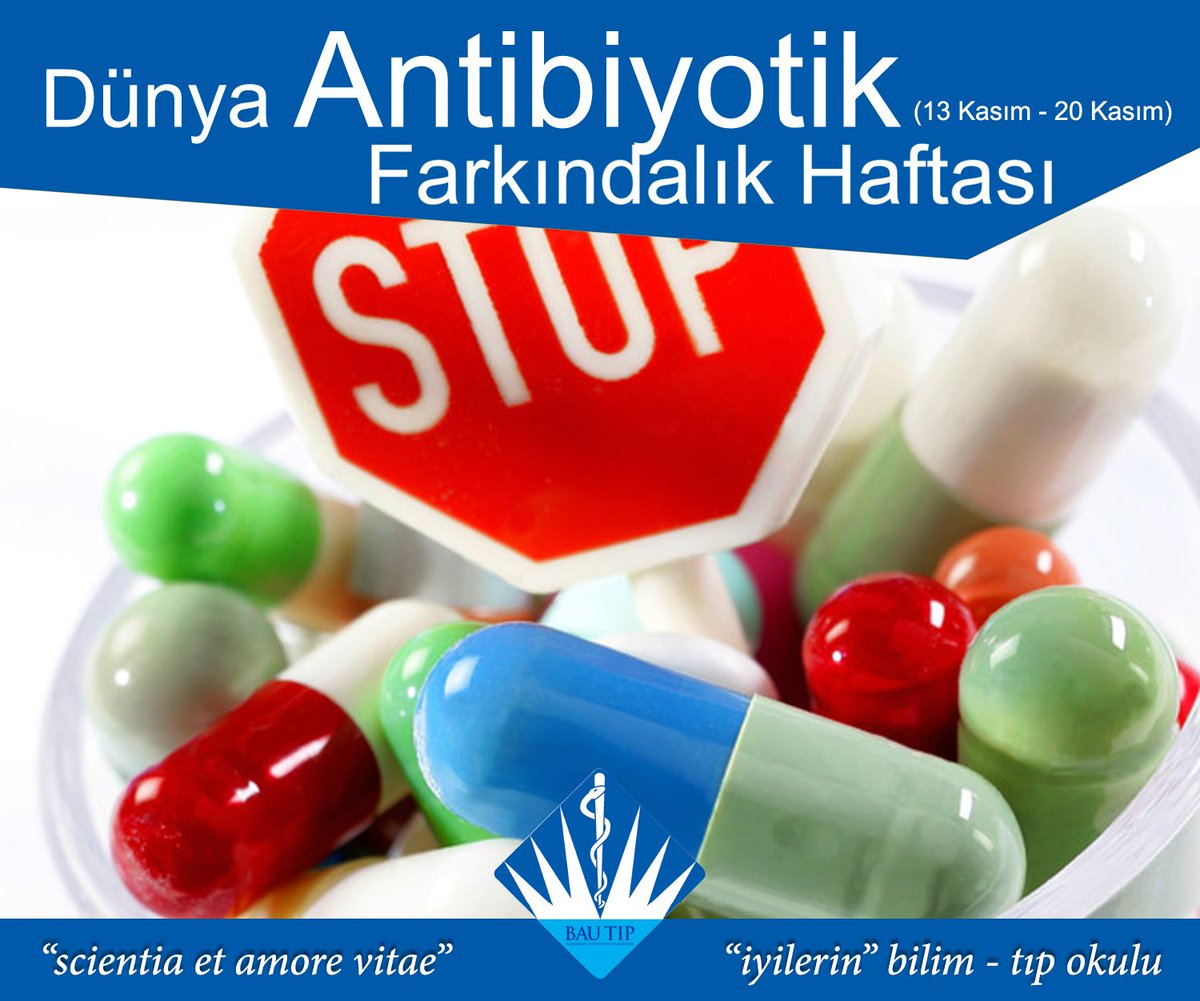 Dünya Antibiyotik (13 Kasım - 20 Kasım)
Farkındalık Haftası
STOP
BAU TIP
“scientia et amore vitae”
“iyilerin” bilim - tıp okulu